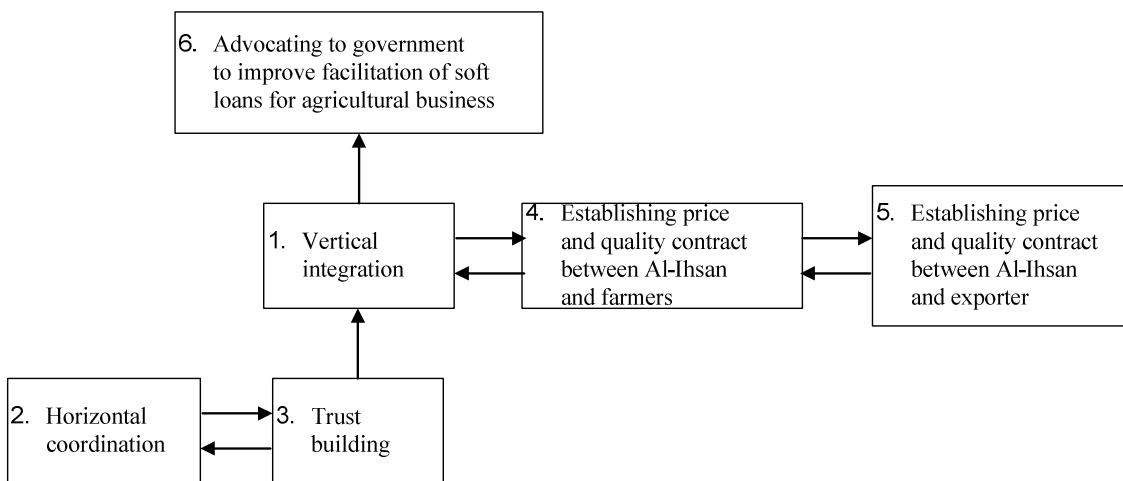 6. Advocating to government
to improve facilitation of soft
loans for agricultural business
1. Vertical
integration
4. Establishing price
and quality contract
between Al-Ihsan
and farmers
5. Establishing price
and quality contract
between Al-Ihsan
and exporter
2. Horizontal
coordination
3. Trust
building